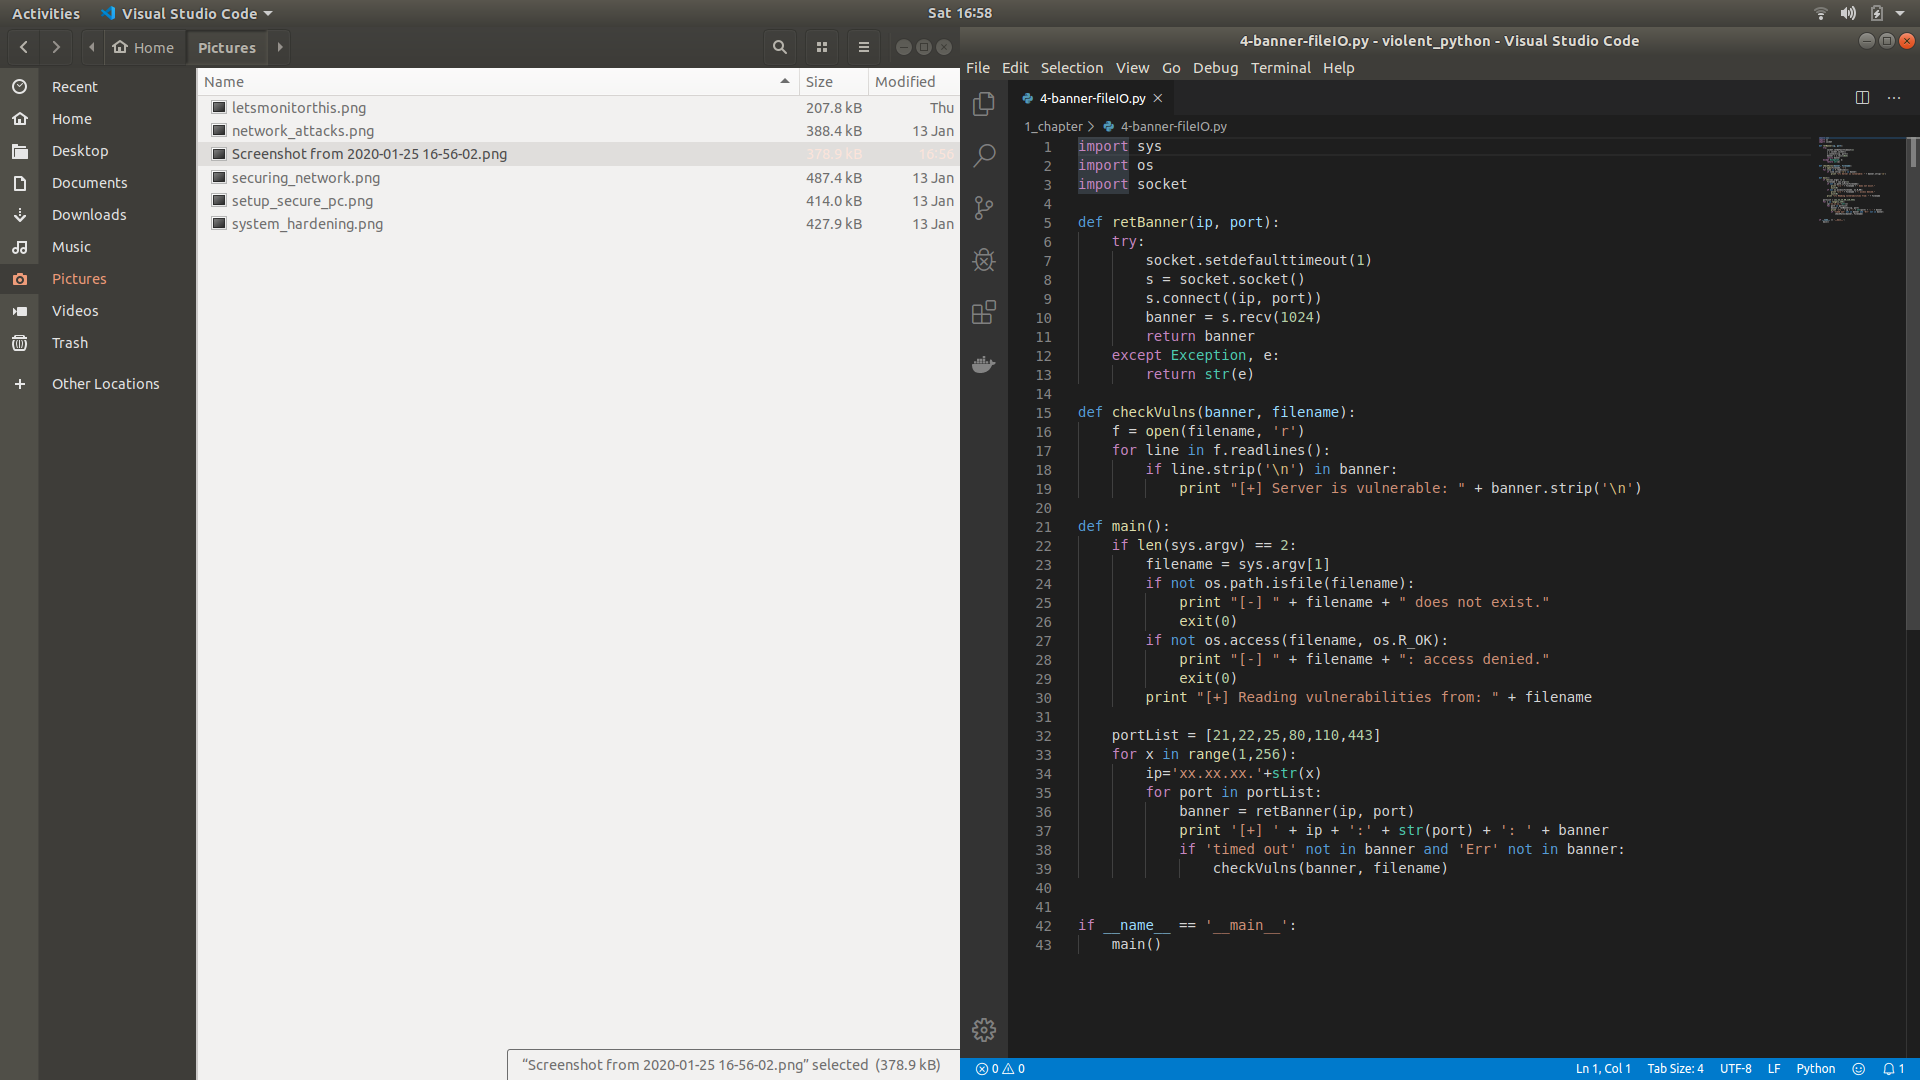 Activities
Visual Studio Code
Sat 16:58
Home
Pictures
Recent
Home
Desktop
Documents
Downloads
Music
Pictures
Videos
Trash
Other Locations
Name Size Modified
letsmonitorthis.png 207.8 kB Thu
network_attacks.png 388.4 kB 13 Jan
Screenshot from 2020-01-25 16-56-02.png 378.9 kB 16:56
securing_network.png 487.4 kB 13 Jan
setup_secure_pc.png 414.0 kB 13 Jan
system_hardening.png 427.9 kB 13 Jan
“Screenshot from 2020-01-25 16-56-02.png” selected (378.9 kB)
4-banner-fileIO.py - violent_python - Visual Studio Code
File Edit Selection View Go Debug Terminal Help
4-banner-fileIO.py
1_chapter > 4-banner-fileIO.py
1 import sys
2 import os
3 import socket
4
5 def retBanner(ip, port):
6 try:
7 socket.setdefaulttimeout(1)
8 s = socket.socket()
9 s.connect((ip, port))
10 banner = s.recv(1024)
11 return banner
12 except Exception, e:
13 return str(e)
14
15 def checkVulns(banner, filename):
16 f = open(filename, 'r')
17 for line in f.readlines():
18 if line.strip('\n') in banner:
19 print "[+] Server is vulnerable: " + banner.strip('\n')
20
21 def main():
22 if len(sys.argv) == 2:
23 filename = sys.argv[1]
24 if not os.path.isfile(filename):
25 print "[-] " + filename + " does not exist."
26 exit(0)
27 if not os.access(filename, os.R_OK):
28 print "[-] " + filename + ": access denied."
29 exit(0)
30 print "[+] Reading vulnerabilities from: " + filename
31
32 portList = [21,22,25,80,110,443]
33 for x in range(1,256):
34 ip='xx.xx.xx.'+str(x)
35 for port in portList:
36 banner = retBanner(ip, port)
37 print '[+] ' + ip + ':' + str(port) + ': ' + banner
38 if 'timed out' not in banner and 'Err' not in banner:
39 checkVulns(banner, filename)
40
41
42 if __name__ == '__main__':
43 main()
0 0
Ln 1, Col 1 Tab Size: 4 UTF-8 LF Python 1